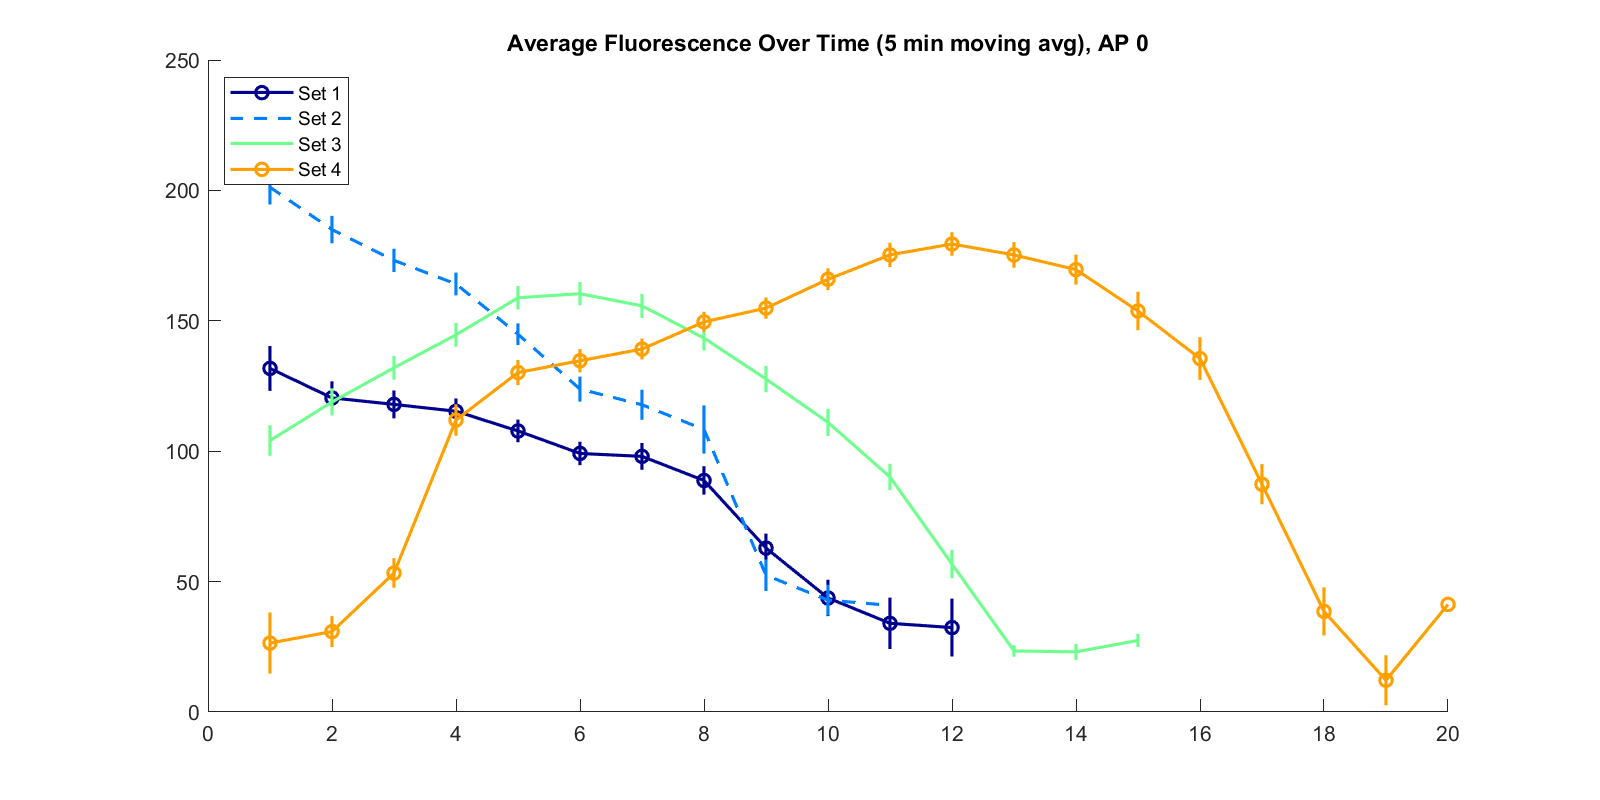 Average Fluorescence Over Time (5 min moving avg), AP 0
250
200
150
100
50
0
Set 1
Set 2
Set 3
Set 4
0 2 4 6 8 10 12 14 16 18 20